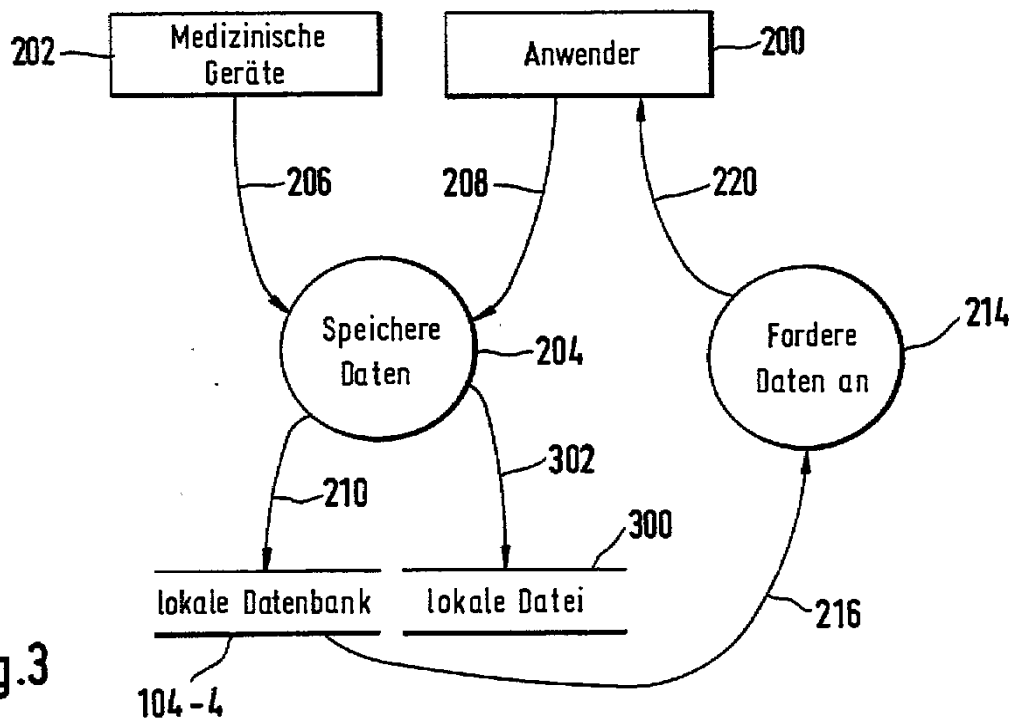 202
Medizinische
Geräte
Anwender
200
206
208
220
Speichere
Daten
204
Fordere
Daten an
214
210
302
300
lokale Datenbank
lokale Datei
216
g.3
104-4